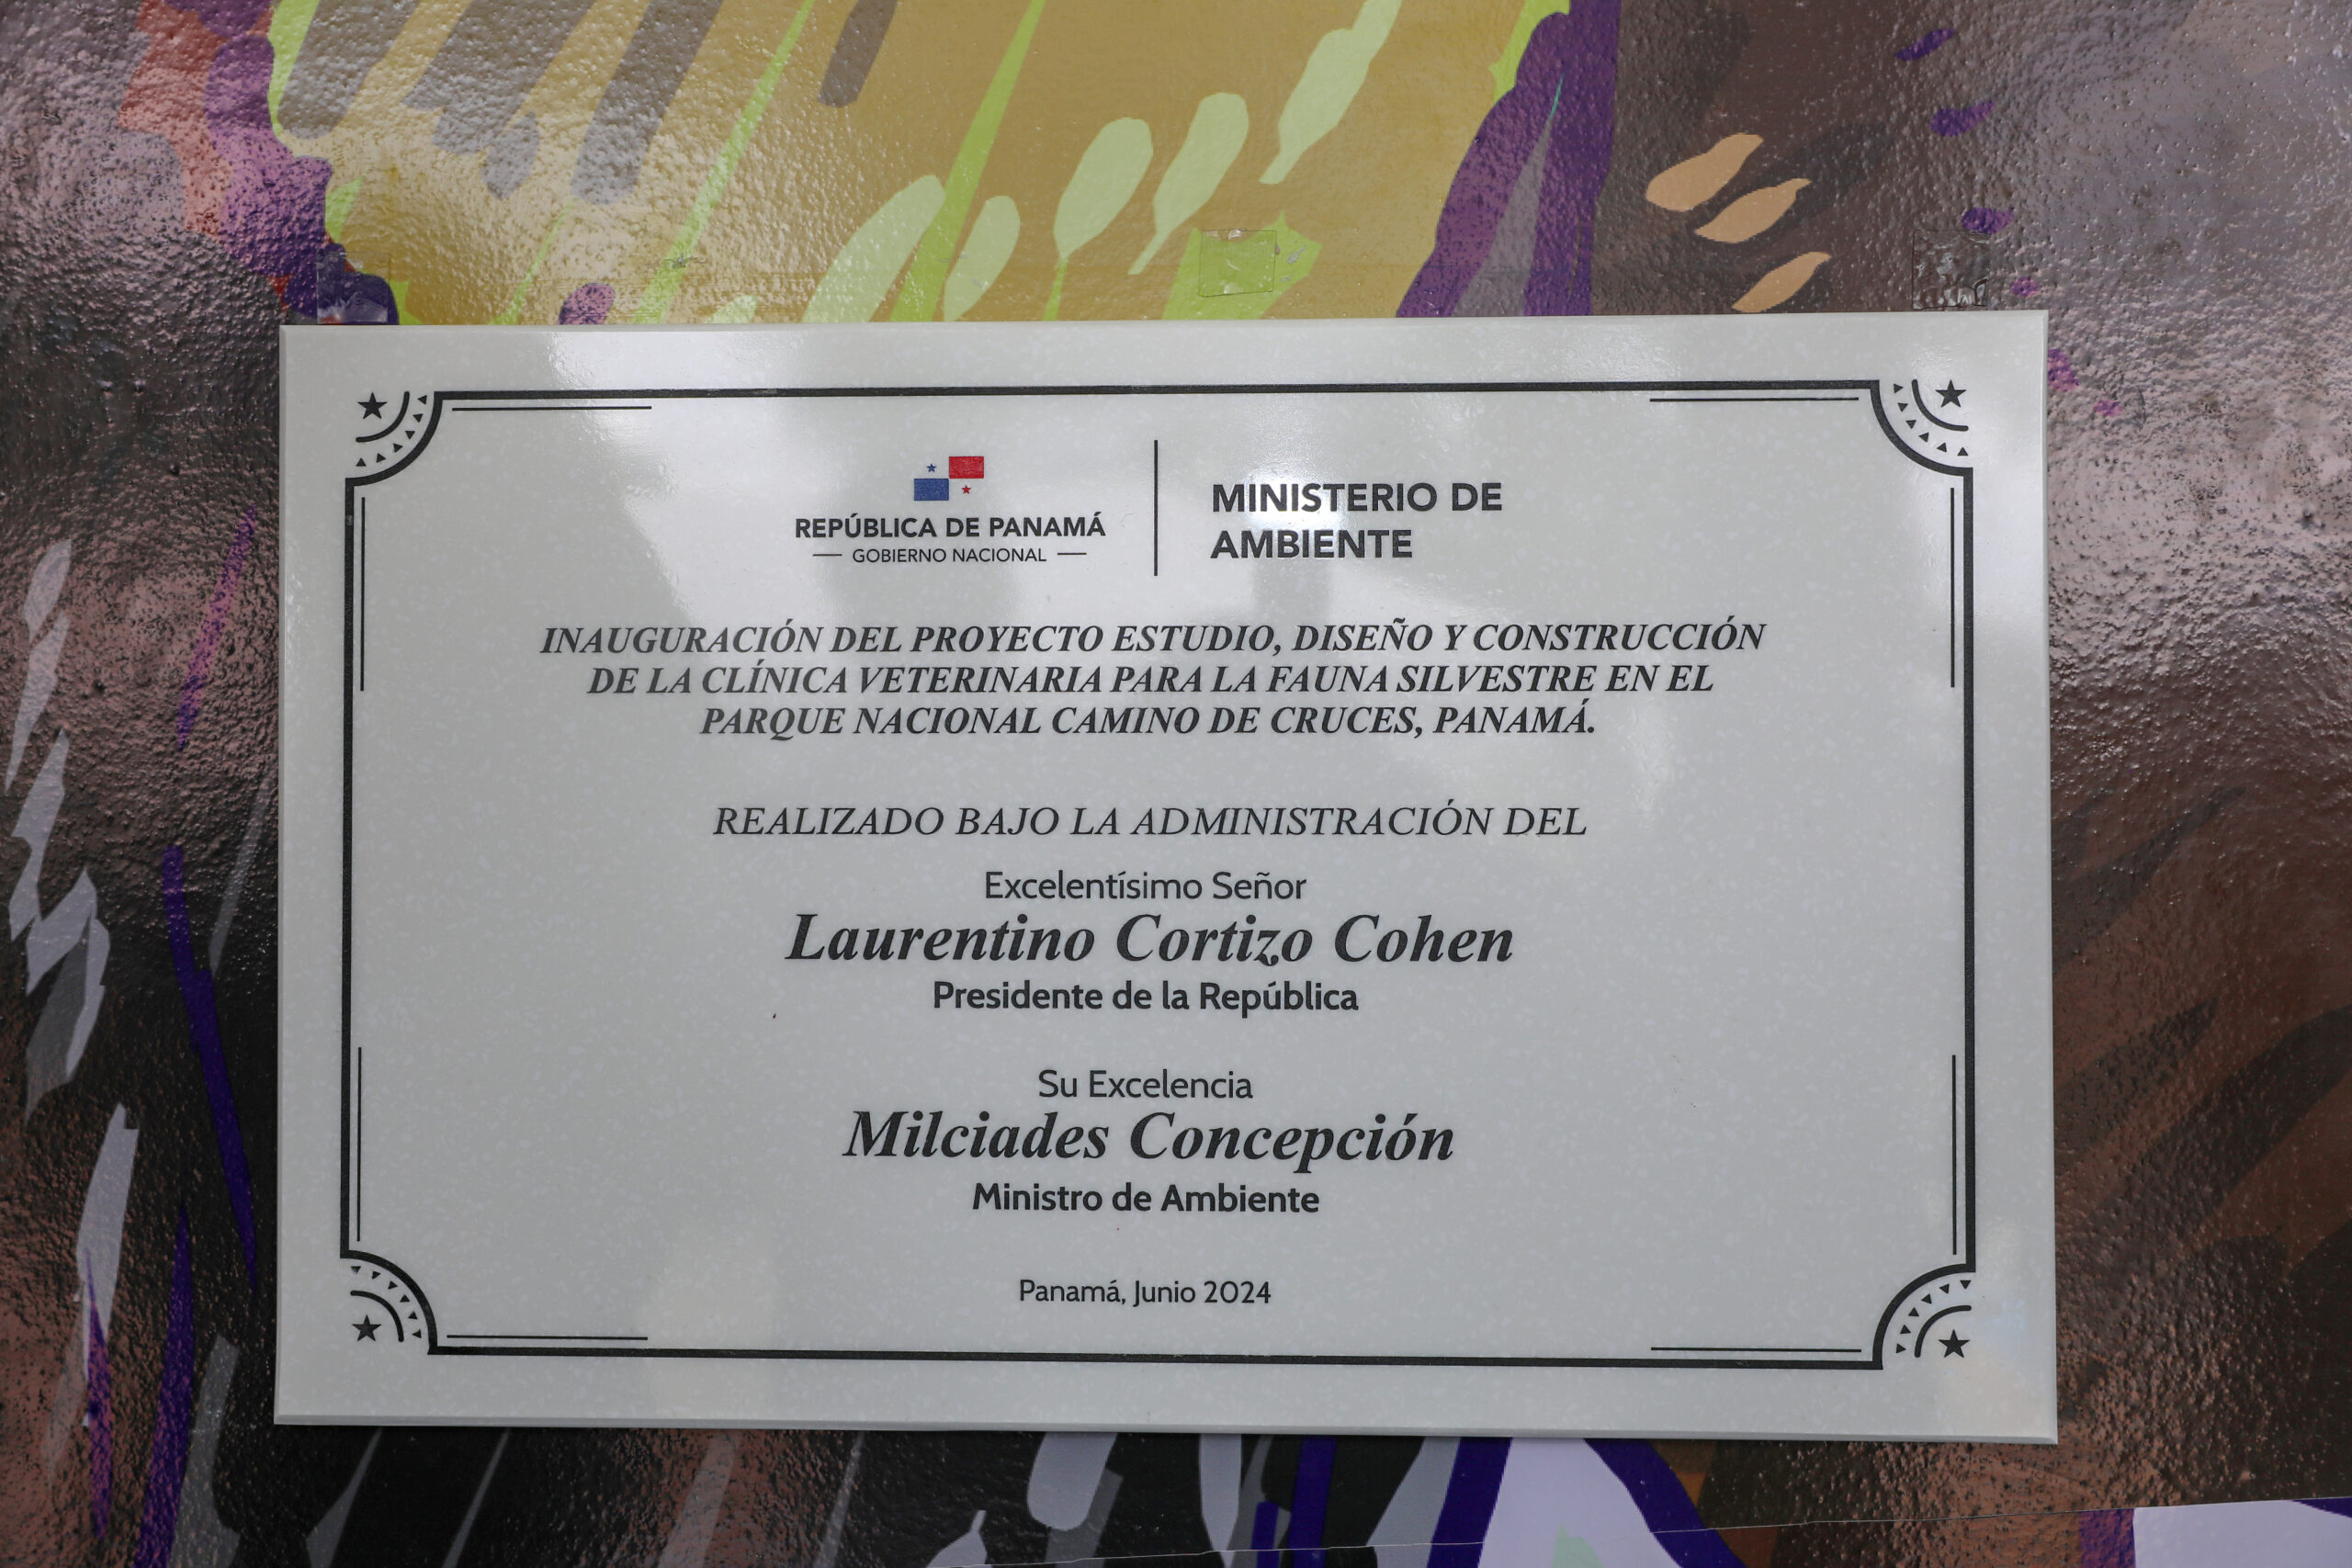 REPÚBLICA DE PANAMÁ
GOBIERNO NACIONAL
MINISTERIO DE
AMBIENTE
INAUGURACIÓN DEL PROYECTO ESTUDIO, DISEÑO Y CONSTRUCCIÓN
DE LA CLÍNICA VETERINARIA PARA LA FAUNA SILVESTRE EN EL
PARQUE NACIONAL CAMINO DE CRUCES, PANAMÁ.
REALIZADO BAJO LA ADMINISTRACIÓN DEL
Excelentísimo Señor
Laurentino Cortizo Cohen
Presidente de la República
Su Excelencia
Milciades Concepción
Ministro de Ambiente
Panamá, Junio 2024